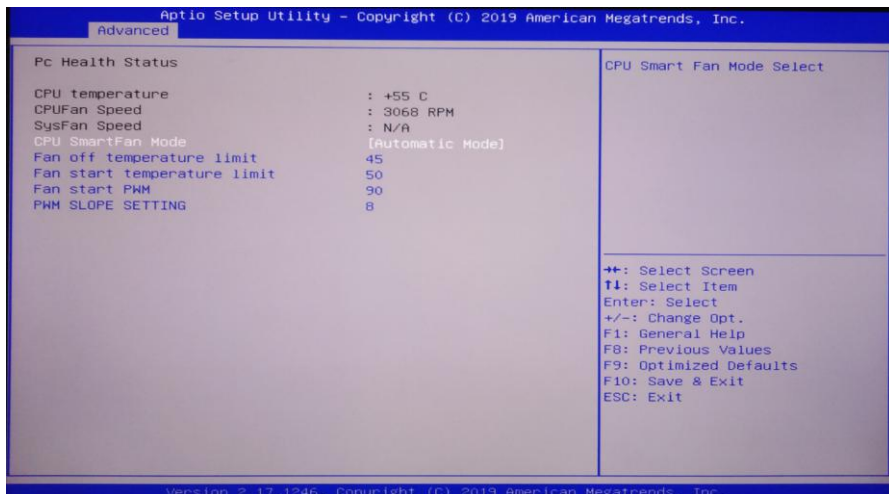 Aptio Setup Utility – Copyright (C) 2019 American Megatrends, Inc.
Advanced
Pc Health Status
CPU temperature : +55 C
CPUFan Speed : 3068 RPM
SysFan Speed : N/A
CPU SmartFan Mode [Automatic Mode]
Fan off temperature limit 45
Fan start temperature limit 50
Fan start PWM 90
PWM SLOPE SETTING 8
CPU Smart Fan Mode Select
→←: Select Screen
↑↓: Select Item
Enter: Select
+/-: Change Opt.
F1: General Help
F8: Previous Values
F9: Optimized Defaults
F10: Save & Exit
ESC: Exit
Version 2.17.1246. Copyright (C) 2019 American Megatrends, Inc.